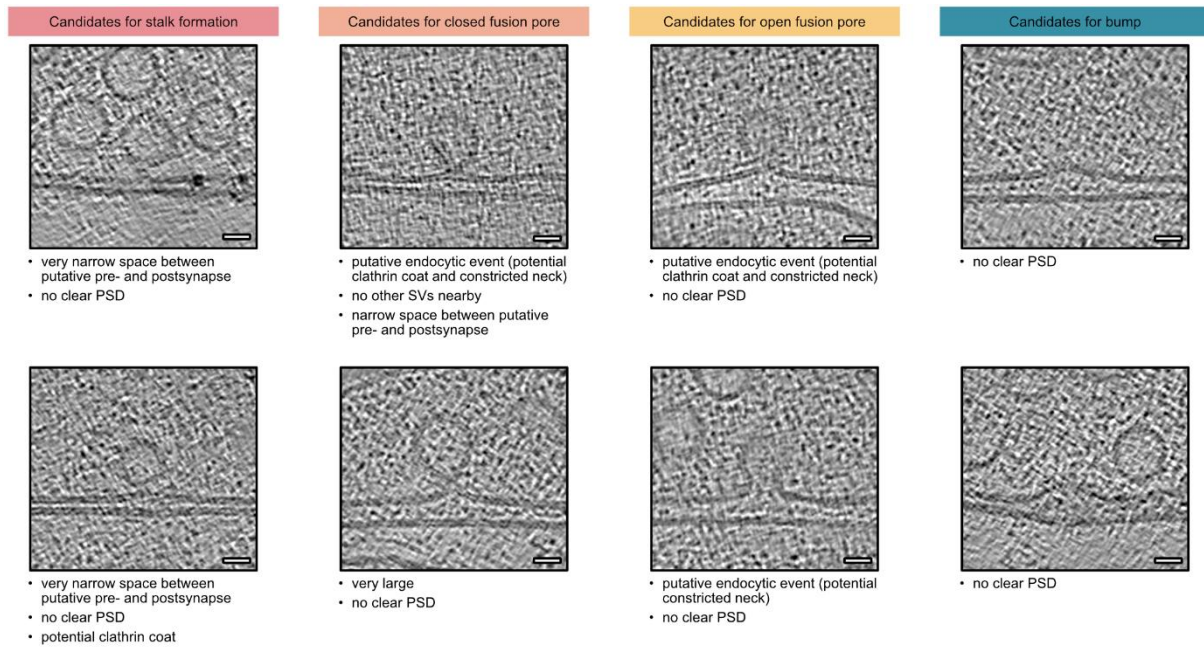 Candidates for stalk formation
Candidates for closed fusion pore
Candidates for open fusion pore
Candidates for bump
• very narrow space between
putative pre- and postsynapse
• no clear PSD
• putative endocytic event (potential
clathrin coat and constricted neck)
• no other SVs nearby
• narrow space between putative
pre- and postsynapse
• putative endocytic event (potential
clathrin coat and constricted neck)
• no clear PSD
• no clear PSD
• very narrow space between
putative pre- and postsynapse
• no clear PSD
• potential clathrin coat
• very large
• no clear PSD
• putative endocytic event (potential
constricted neck)
• no clear PSD
• no clear PSD